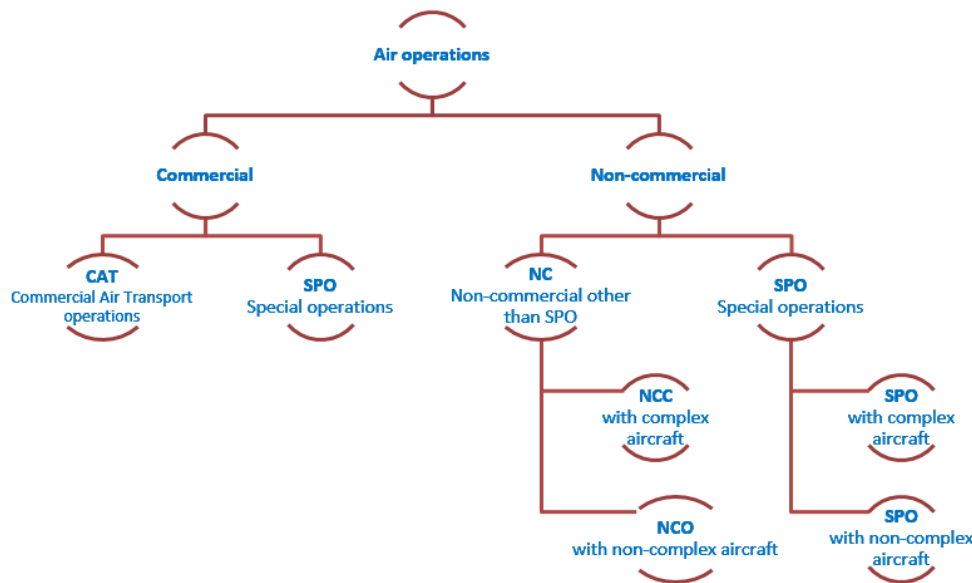 Air operations
Commercial
Non-commercial
CAT
Commercial Air Transport
operations
SPO
Special operations
NC
Non-commercial other
than SPO
SPO
Special operations
NCC
with complex
aircraft
SPO
with complex
aircraft
NCO
with non-complex aircraft
SPO
with non-complex
aircraft